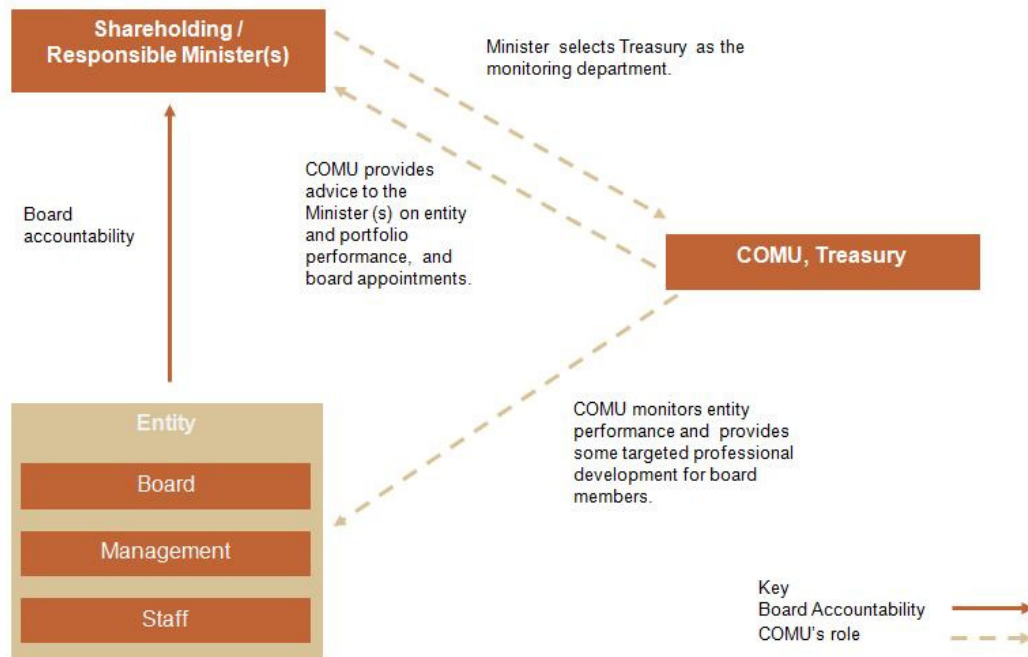 Shareholding /
Responsible Minister(s)
Minister selects Treasury as the
monitoring department.
COMU provides
advice to the
Minister (s) on entity
and portfolio
performance, and
board appointments.
Board
accountability
COMU, Treasury
COMU monitors entity
performance and provides
some targeted professional
development for board
members.
Entity
Board
Management
Staff
Key
Board Accountability
COMU's role